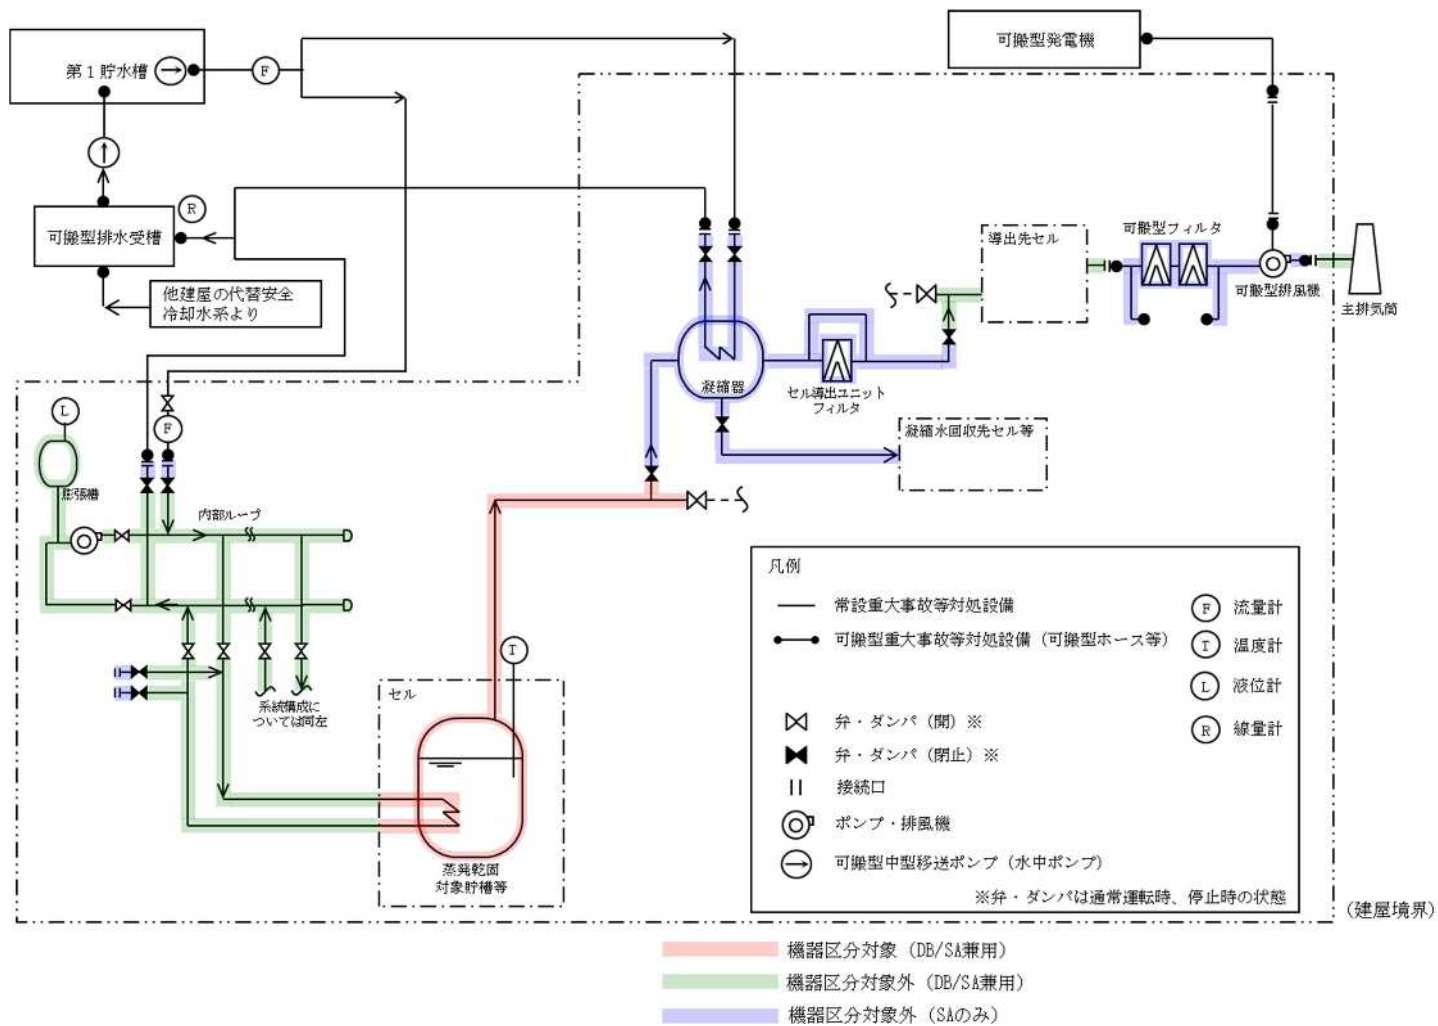 可搬型発電機
第1貯水槽
F
R
可搬型排水受槽
他建屋の代替安全
冷却水系より
導出先セル
可搬型フィルタ
可搬型排風機
主排気筒
凝縮器
セル導出ユニット
フィルタ
凝縮水回収先セル等
L
F
膨張槽
内部ループ
系統構成に
ついては同左
T
セル
蒸発乾固
対象貯槽等
凡例
常設重大事故等対処設備
可搬型重大事故等対処設備（可搬型ホース等）
弁・ダンパ（開）※
弁・ダンパ（閉止）※
接続口
ポンプ・排風機
可搬型中型移送ポンプ（水中ポンプ）
F 流量計
T 温度計
L 液位計
R 線量計
※弁・ダンパは通常運転時、停止時の状態
（建屋境界）
機器区分対象（DB/SA兼用）
機器区分対象外（DB/SA兼用）
機器区分対象外（SAのみ）